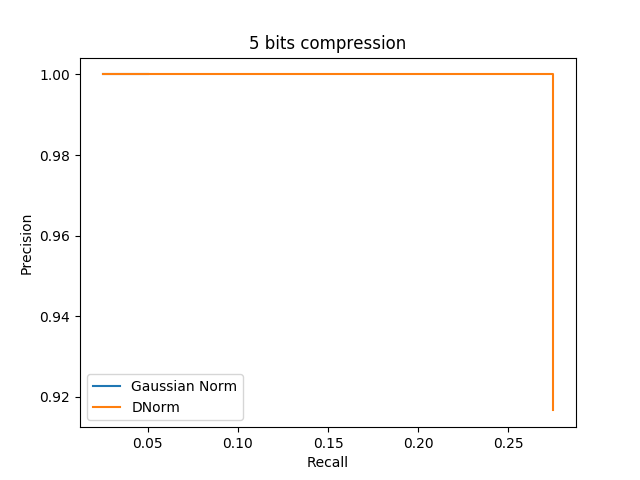 5 bits compression
1.00
0.98
0.96
0.94
0.92
Precision
Gaussian Norm
DNorm
0.05 0.10 0.15 0.20 0.25
Recall